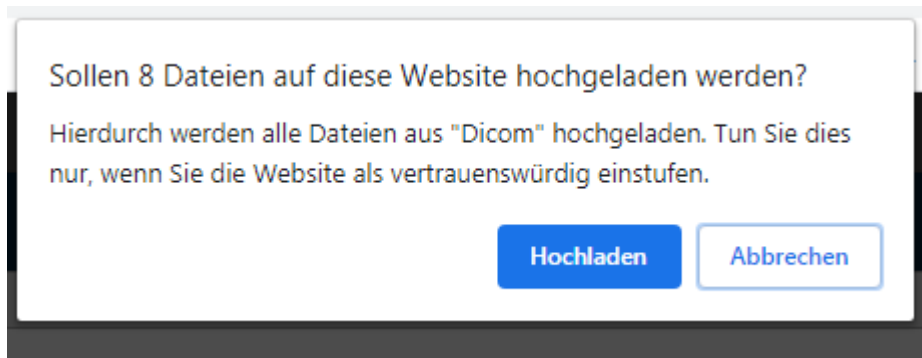 Sollen 8 Dateien auf diese Website hochgeladen werden?
Hierdurch werden alle Dateien aus "Dicom" hochgeladen. Tun Sie dies
nur, wenn Sie die Website als vertrauenswürdig einstufen.
Hochladen Abbrechen